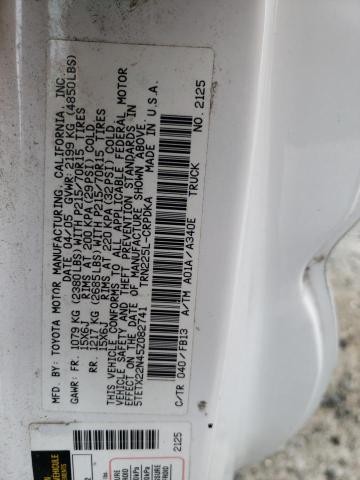 MFD. BY: TOYOTA MOTOR MANUFACTURING, CALIFORNIA, INC.
DATE 04/05 GVWR: 2199 KG (4850LBS)
GAWR: FR. 1079 KG (2380LBS) WITH P215/70R15 TIRES
15X6J RIMS AT 200 KPA (29PSI) COLD
RR. 1217 KG (2685LBS) WITH P215/70R15 TIRES
15X6J RIMS AT 220 KPA (32PSI) COLD
THIS VEHICLE CONFORMS TO ALL APPLICABLE FEDERAL MOTOR
VEHICLE SAFETY AND THEFT PREVENTION STANDARDS IN
EFFECT ON THE DATE OF MANUFACTURE SHOWN ABOVE.
5TETX22N45Z082741 MADE IN U.S.A.
TRN225L-CRPDKA TRUCK
C/TR 040/FB13 A/TM A01A/A340E NO. 2125
2125